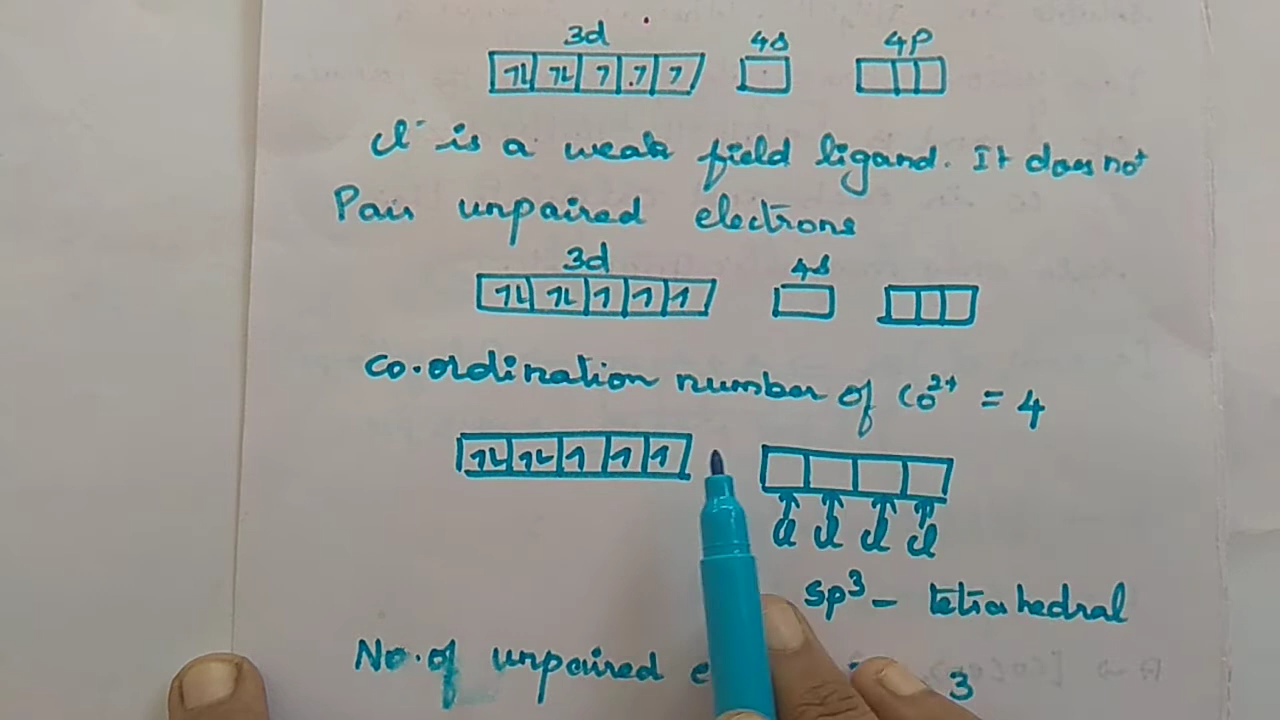 3d 4s 4p
Cl⁻ is a weak field ligand. It does not
Pair unpaired electrons
3d 4s
Co.ordination number of Co²⁺ = 4
Cl Cl Cl Cl
sp³ - tetrahedral
No. of unpaired 3